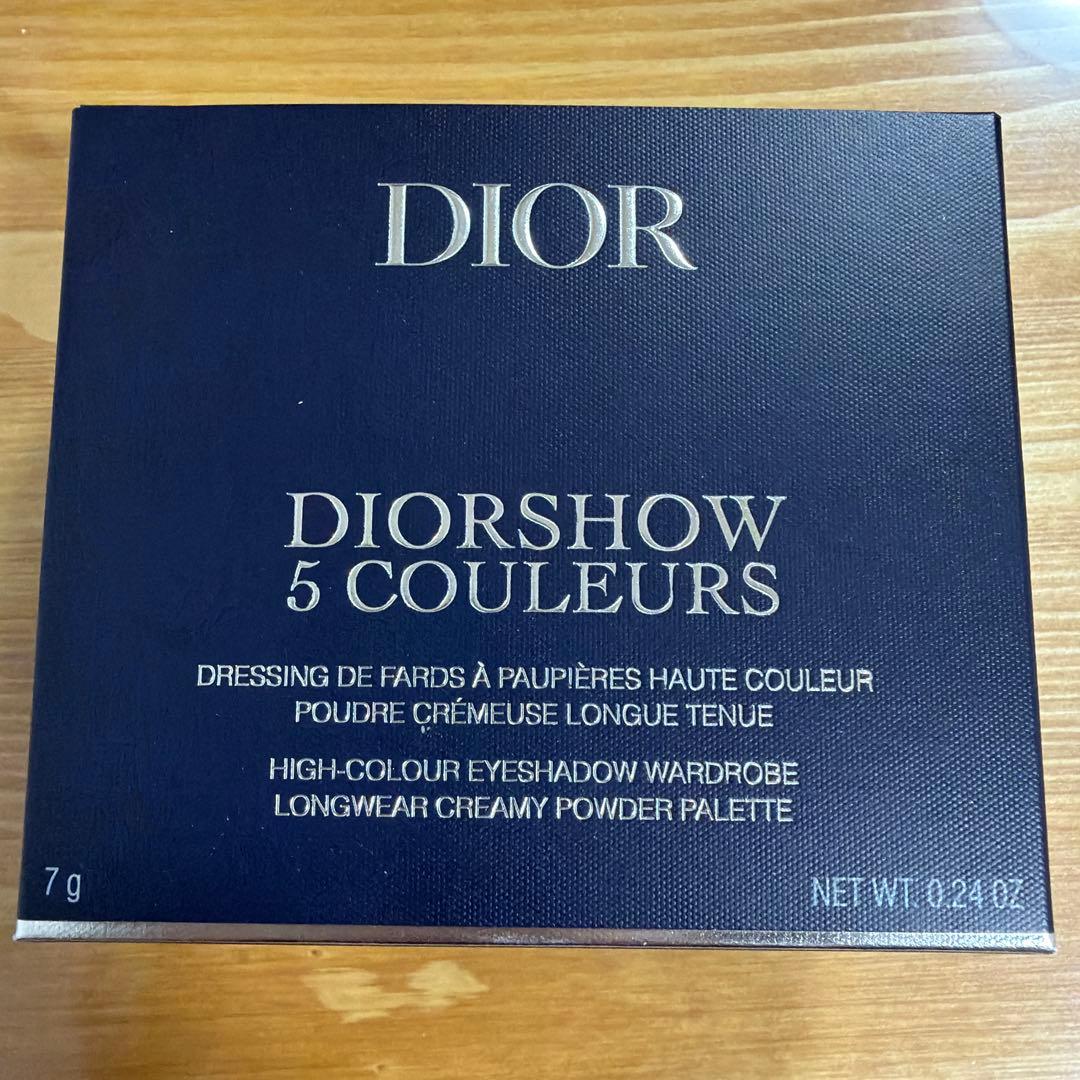 DIOR
DIORSHOW
5 COULEURS
DRESSING DE FARDS À PAUPIÈRES HAUTE COULEUR
POUDRE CRÉMEUSE LONGUE TENUE
HIGH-COLOUR EYESHADOW WARDROBE
LONGWEAR CREAMY POWDER PALETTE
7 g
NET WT. 0.24 OZ